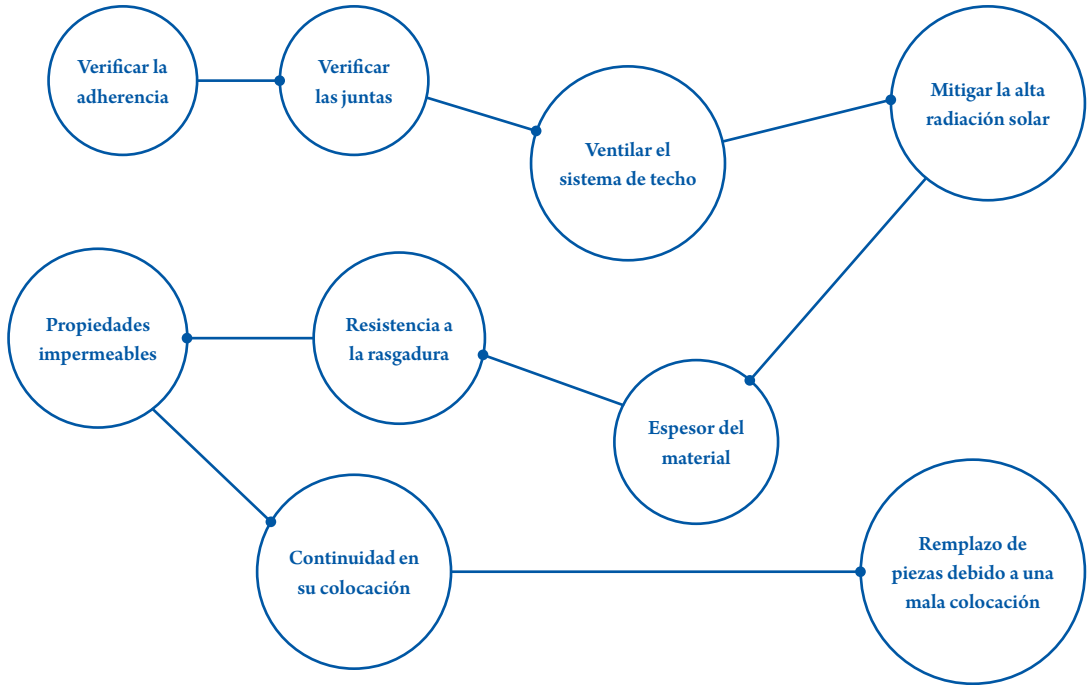 Verificar la
adherencia
Verificar
las juntas
Ventilar el
sistema de techo
Mitigar la alta
radiación solar
Espesor del
material
Resistencia a
la rasgadura
Propiedades
impermeables
Continuidad en
su colocación
Remplazo de
piezas debido a una
mala colocación